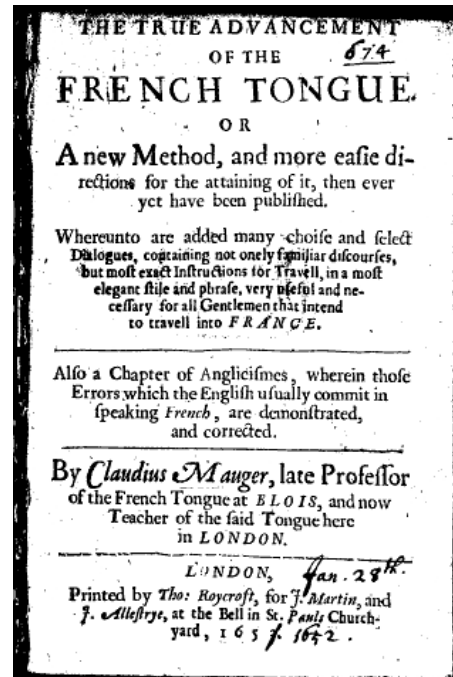 THE TRUE ADVANCEMENT
OF THE
674
FRENCH TONGUE.
OR
A new Method, and more eaſie di-
rections for the attaining of it, then ever
yet have been publiſhed.
Whereunto are added many choiſe and ſelect
Dialogues, containing not onely familiar diſcourſes,
but moſt exact Inſtructions for Travell, in a moſt
elegant ſtile and phraſe, very uſeful and ne-
ceſſary for all Gentlemen that intend
to travell into FRANCE.
Alſo a Chapter of Angliciſmes, wherein thoſe
Errors which the Engliſh uſually commit in
ſpeaking French, are demonſtrated,
and corrected.
By Claudius Mauger, late Profeſſor
of the French Tongue at BLOIS, and now
Teacher of the ſaid Tongue here
in LONDON.
LONDON, Jan. 28th.
Printed by Tho: Roycroft, for J. Martin, and
J. Alleſtrye, at the Bell in St. Pauls Church-
yard, 1652.